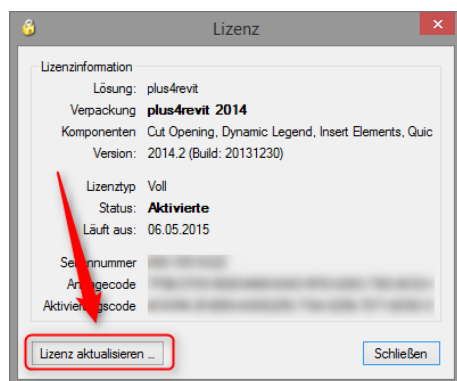 Lizenz
Lizenzinformation
Lösung: plus4revit
Verpackung plus4revit 2014
Komponenten Cut Opening, Dynamic Legend, Insert Elements, Quic
Version: 2014.2 (Build: 20131230)
Lizenztyp Voll
Status: Aktivierte
Läuft aus: 06.05.2015
Lizenz aktualisieren ...
Schließen